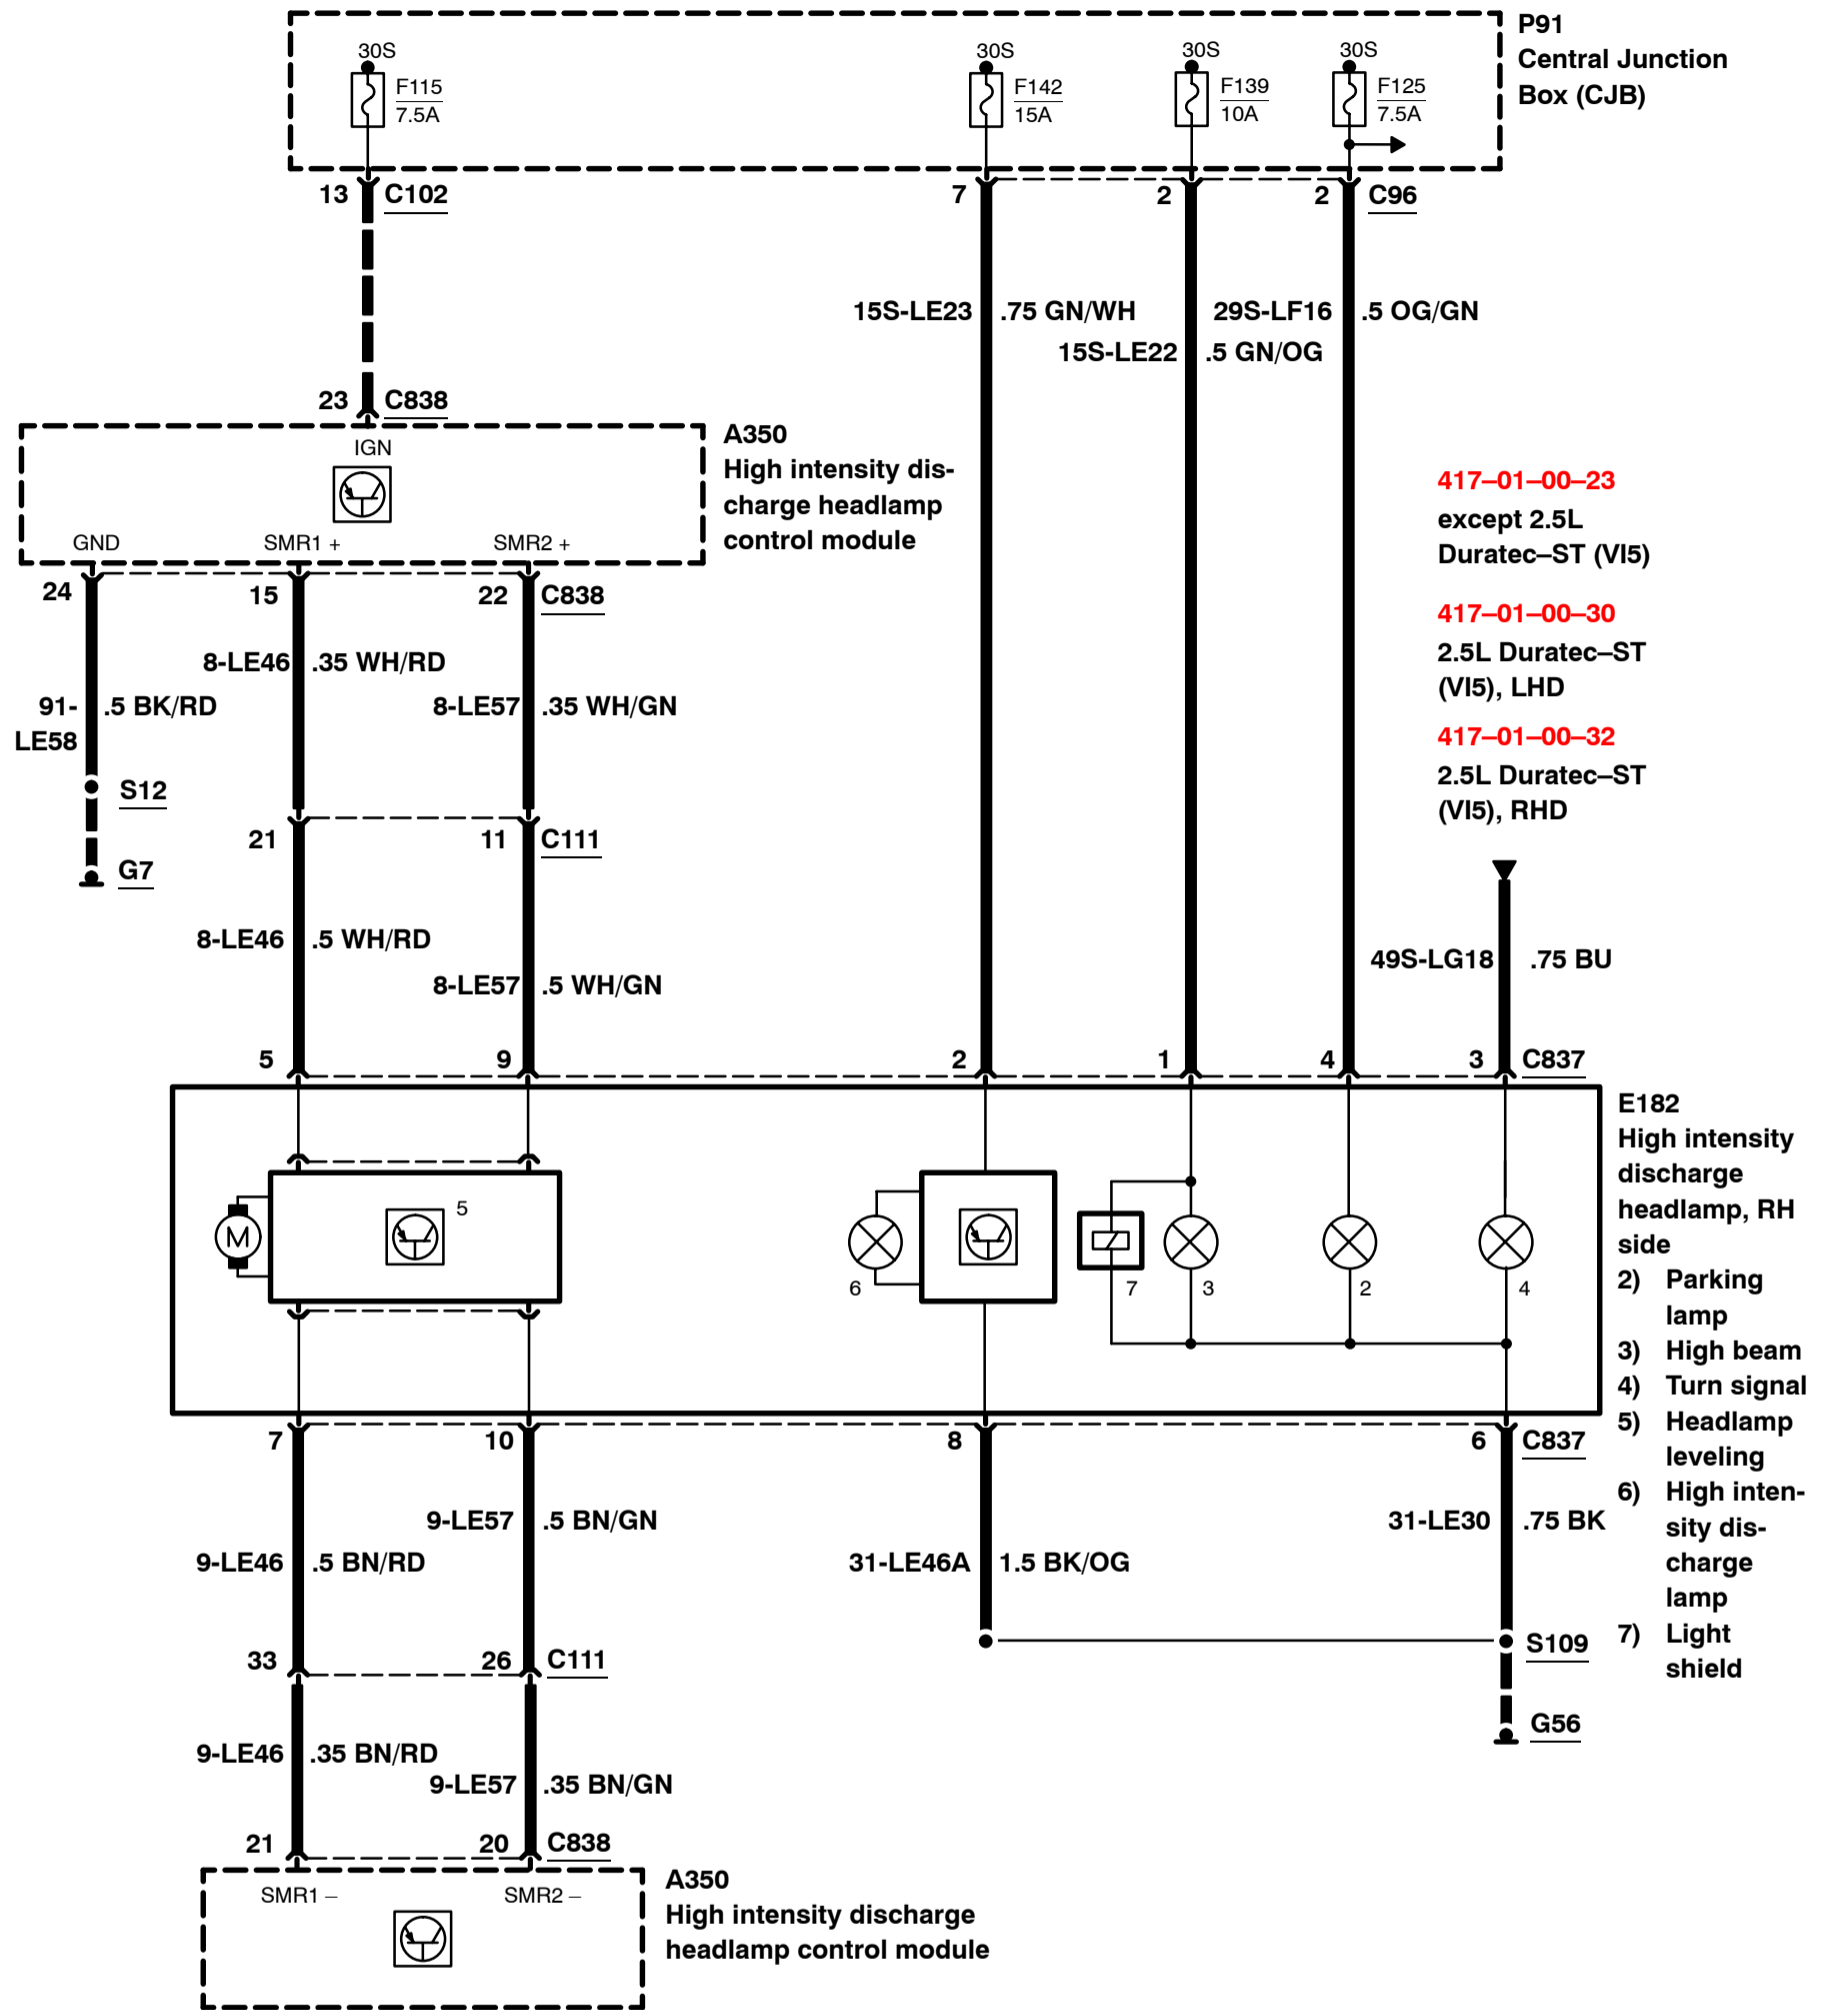 P91
Central Junction
Box (CJB)
30S
F115
7.5A
30S
F142
15A
30S
F139
10A
30S
F125
7.5A
13 C102
7
2
2 C96
15S-LE23 .75 GN/WH
29S-LF16 .5 OG/GN
15S-LE22 .5 GN/OG
23 C838
IGN
GND
SMR1 +
SMR2 +
A350
High intensity dis-
charge headlamp
control module
417–01–00–23
except 2.5L
Duratec–ST (VI5)
417–01–00–30
2.5L Duratec–ST
(VI5), LHD
417–01–00–32
2.5L Duratec–ST
(VI5), RHD
24
15
22 C838
8-LE46 .35 WH/RD
91-
LE58
.5 BK/RD
8-LE57 .35 WH/GN
S12
G7
21
11 C111
8-LE46 .5 WH/RD
8-LE57 .5 WH/GN
49S-LG18 .75 BU
5
9
2
1
4
3 C837
M
5
6
7
3
2
4
E182
High intensity
discharge
headlamp, RH
side
2) Parking
lamp
3) High beam
4) Turn signal
5) Headlamp
leveling
6) High inten-
sity dis-
charge
lamp
7) Light
shield
7
10
8
6 C837
9-LE57 .5 BN/GN
9-LE46 .5 BN/RD
31-LE46A 1.5 BK/OG
31-LE30 .75 BK
33
26 C111
S109
G56
9-LE46 .35 BN/RD
9-LE57 .35 BN/GN
21
20 C838
SMR1 –
SMR2 –
A350
High intensity discharge
headlamp control module